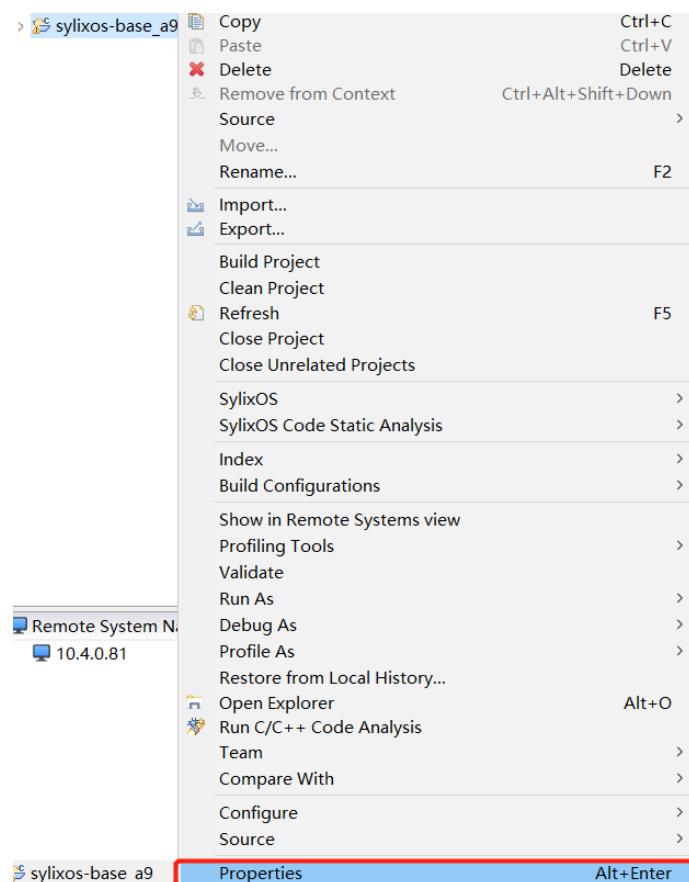 sylixos-base_a9
Copy Ctrl+C
Paste Ctrl+V
Delete Delete
Remove from Context Ctrl+Alt+Shift+Down
Source
Move...
Rename... F2
Import...
Export...
Build Project
Clean Project
Refresh F5
Close Project
Close Unrelated Projects
SylixOS
SylixOS Code Static Analysis
Index
Build Configurations
Show in Remote Systems view
Profiling Tools
Validate
Run As
Debug As
Remote System Na
Profile As
10.4.0.81
Restore from Local History...
Open Explorer Alt+O
Run C/C++ Code Analysis
Team
Compare With
Configure
Source
sylixos-base_a9
Properties Alt+Enter